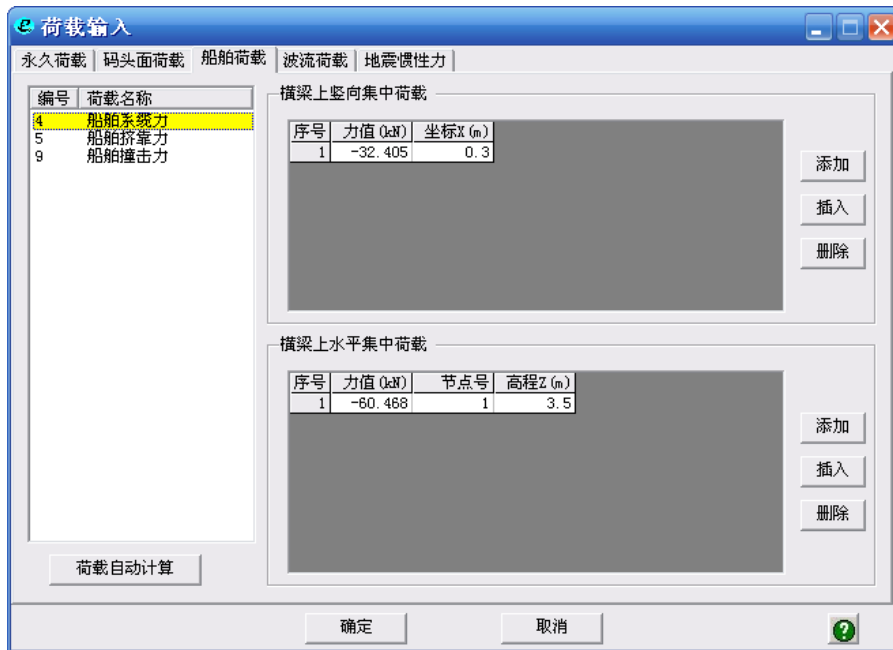 荷载输入
永久荷载 码头面荷载 船舶荷载 波流荷载 地震惯性力
编号 荷载名称
4 船舶系缆力
5 船舶挤靠力
9 船舶撞击力
荷载自动计算
横梁上竖向集中荷载
序号 力值(kN) 坐标X(m)
1 -32.405 0.3
添加
插入
删除
横梁上水平集中荷载
序号 力值(kN) 节点号 高程Z(m)
1 -60.468 1 3.5
添加
插入
删除
确定 取消